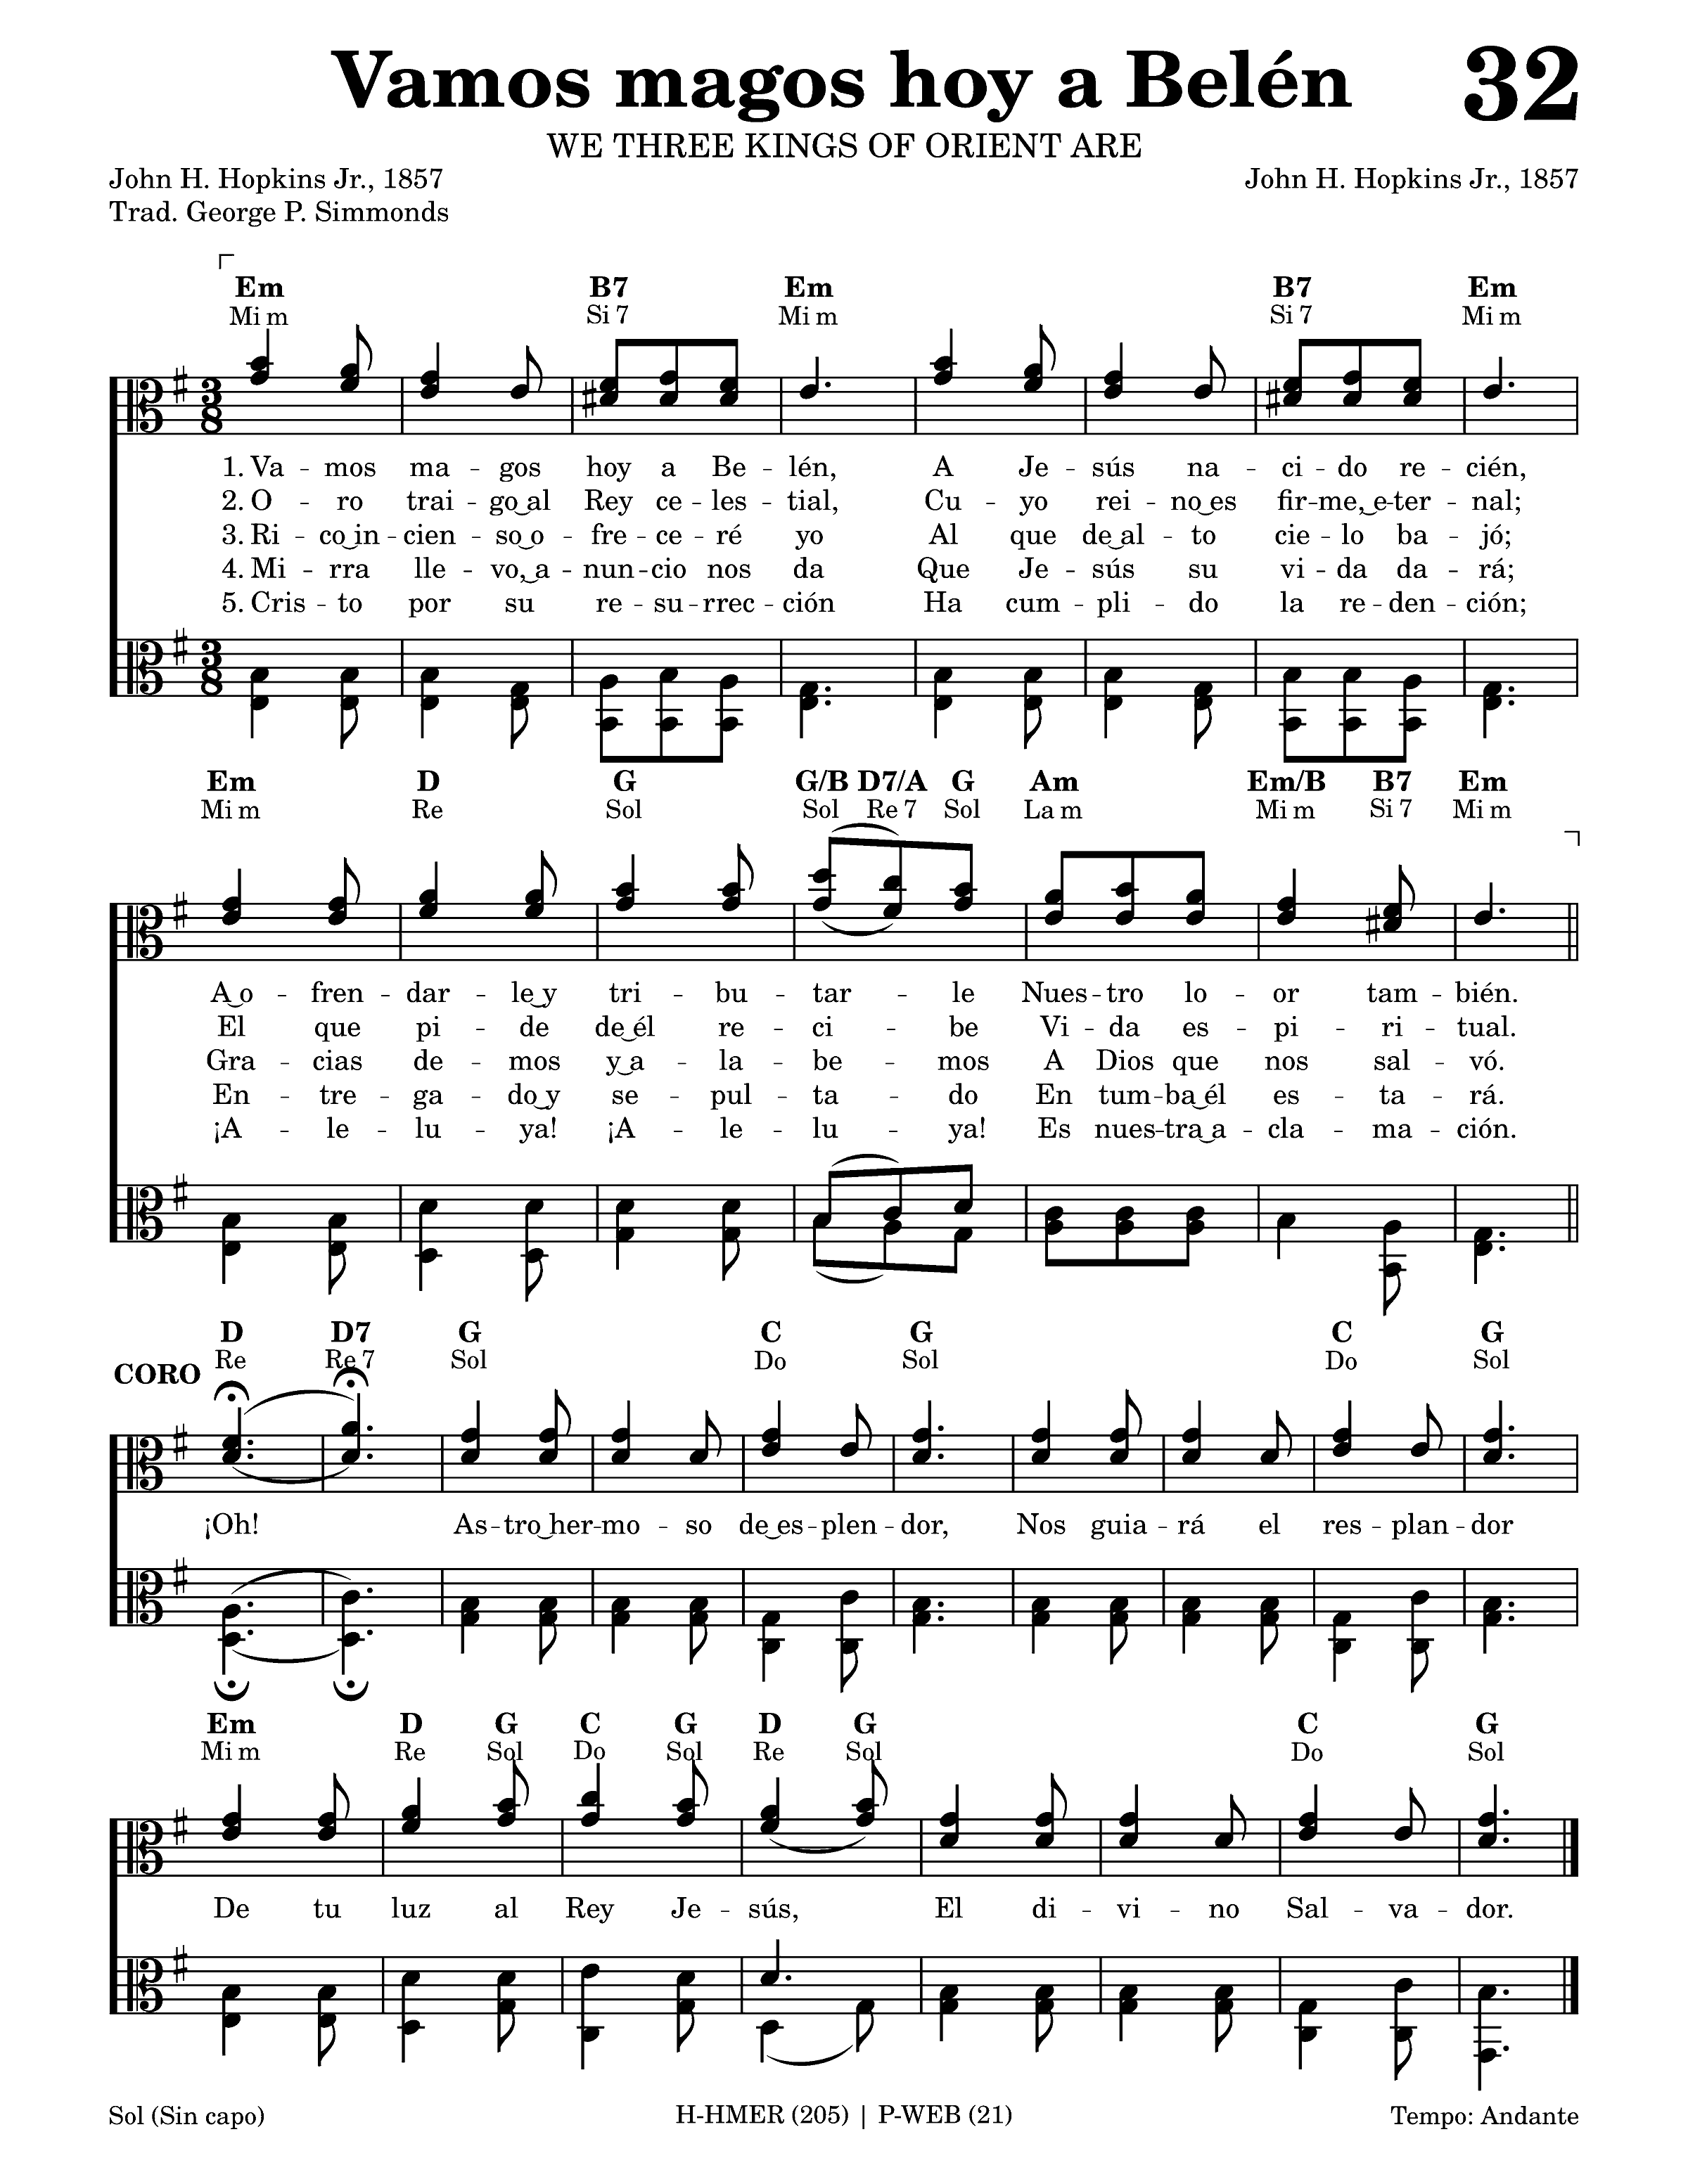 Vamos magos hoy a Belén 32
WE THREE KINGS OF ORIENT ARE
John H. Hopkins Jr., 1857 John H. Hopkins Jr., 1857
Trad. George P. Simmonds
Em B7 Em B7 Em
Mi m Si 7 Mi m Si 7 Mi m
3 8
1. Va -- mos ma -- gos hoy a Be -- lén, A Je -- sús na -- ci -- do re -- cién,
2. O -- ro trai -- go‿al Rey ce -- les -- tial, Cu -- yo rei -- no‿es fir -- me,‿e -- ter -- nal;
3. Ri -- co‿in -- cien -- so‿o -- fre -- ce -- ré yo Al que de‿al -- to cie -- lo ba -- jó;
4. Mi -- rra lle -- vo,‿a -- nun -- cio nos da Que Je -- sús su vi -- da da -- rá;
5. Cris -- to por su re -- su -- rrec -- ción Ha cum -- pli -- do la re -- den -- ción;
3 8
Em D G G/B D7/A G Am Em/B B7 Em
Mi m Re Sol Sol Re 7 Sol La m Mi m Si 7 Mi m
A‿o -- fren -- dar -- le‿y tri -- bu -- tar -- le Nues -- tro lo -- or tam -- bién.
El que pi -- de de‿él re -- ci -- be Vi -- da es -- pi -- ri -- tual.
Gra -- cias de -- mos y‿a -- la -- be -- mos A Dios que nos sal -- vó.
En -- tre -- ga -- do‿y se -- pul -- ta -- do En tum -- ba‿él es -- ta -- rá.
¡A -- le -- lu -- ya! ¡A -- le -- lu -- ya! Es nues -- tra‿a -- cla -- ma -- ción.
D D7 G C G C G
Re Re 7 Sol Do Sol Do Sol
CORO
¡Oh! As -- tro‿her -- mo -- so de‿es -- plen -- dor, Nos guia -- rá el res -- plan -- dor
Em D G C G D G C G
Mi m Re Sol Do Sol Re Sol Do Sol
De tu luz al Rey Je -- sús, El di -- vi -- no Sal -- va -- dor.
Sol (Sin capo) H-HMER (205) | P-WEB (21) Tempo: Andante